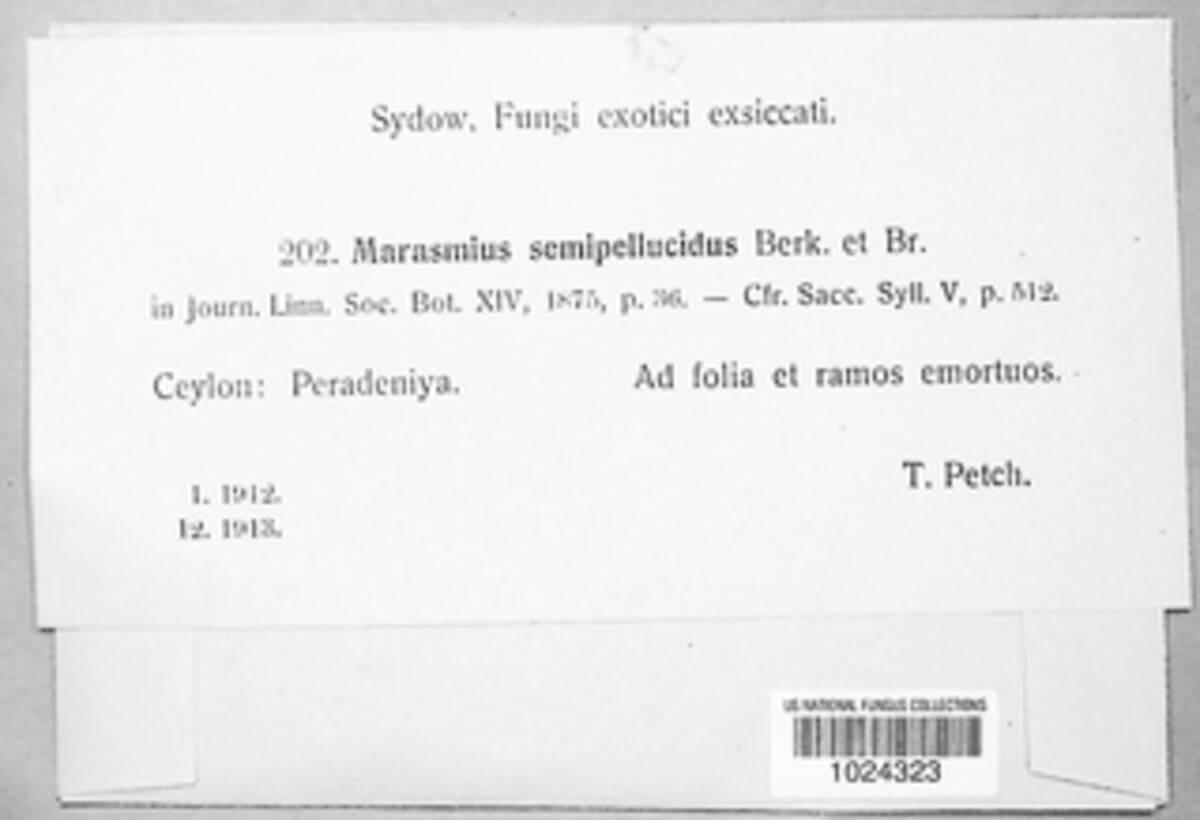 Sydow. Fungi exotici exsiccati.
202. Marasmius semipellucidus Berk. et Br.
in Journ. Linn. Soc. Bot. XIV, 1875, p. 36. — Cfr. Sacc. Syll. V, p. 512.
Ceylon: Peradeniya. Ad folia et ramos emortuos.
T. Petch.
1. 1912.
12. 1913.
US NATIONAL FUNGUS COLLECTIONS
1024323